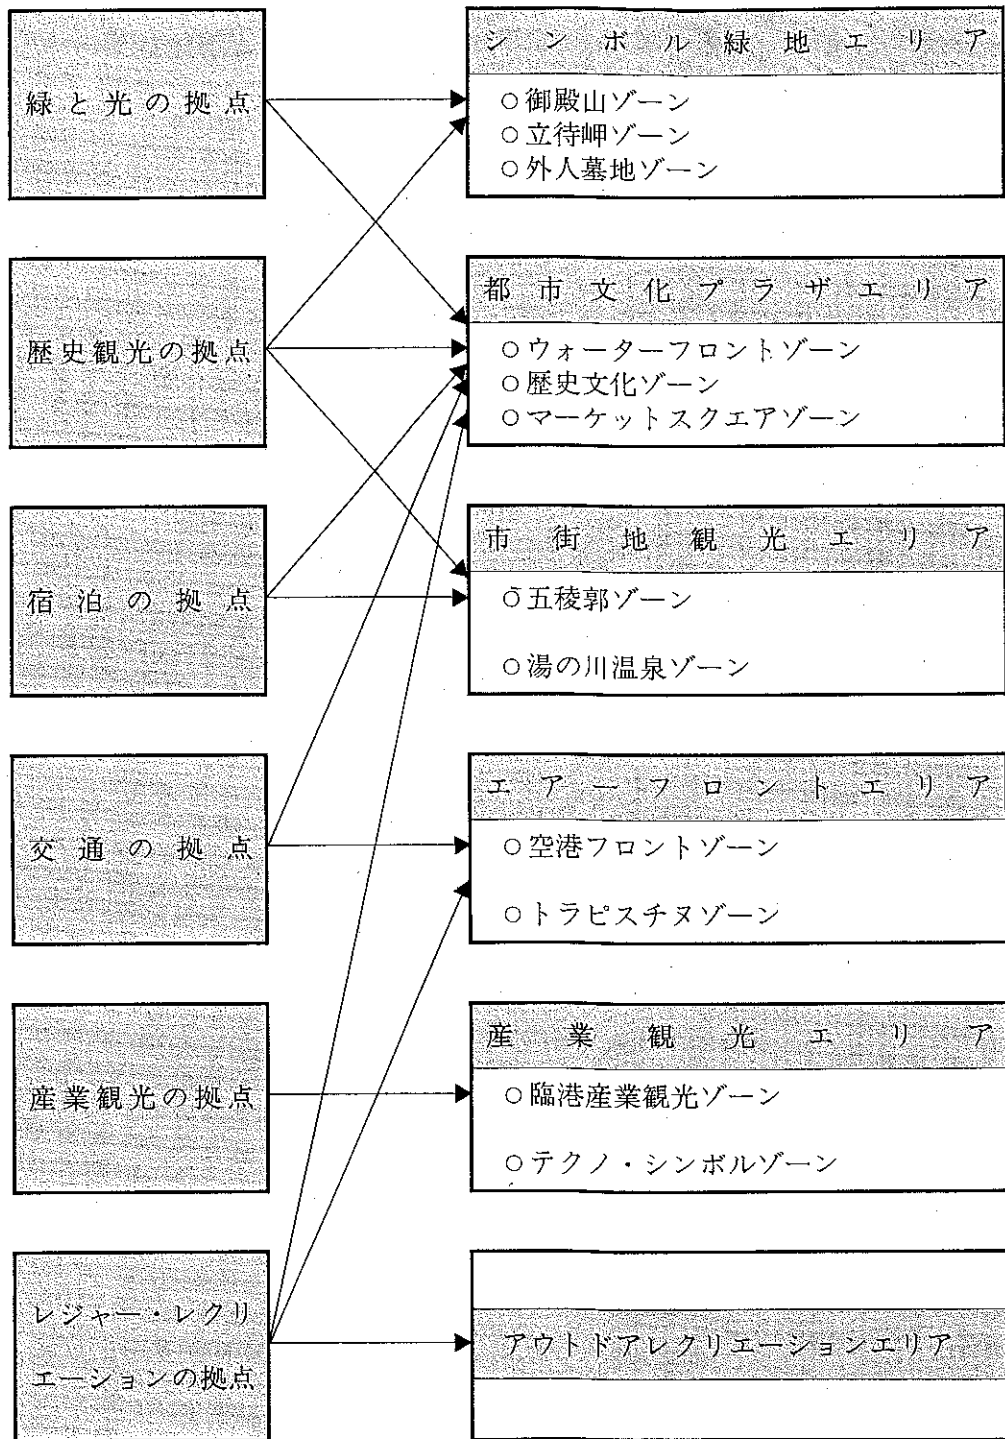 緑と光の拠点
歴史観光の拠点
宿泊の拠点
交通の拠点
産業観光の拠点
レジャー・レクリ
エーションの拠点
シンボル緑地エリア
○御殿山ゾーン
○立待岬ゾーン
○外人墓地ゾーン
都市文化プラザエリア
○ウォーターフロントゾーン
○歴史文化ゾーン
○マーケットスクエアゾーン
市街地観光エリア
○五稜郭ゾーン
○湯の川温泉ゾーン
エアーフロントエリア
○空港フロントゾーン
○トラピスチヌゾーン
産業観光エリア
○臨港産業観光ゾーン
○テクノ・シンボルゾーン
アウトドアレクリエーションエリア